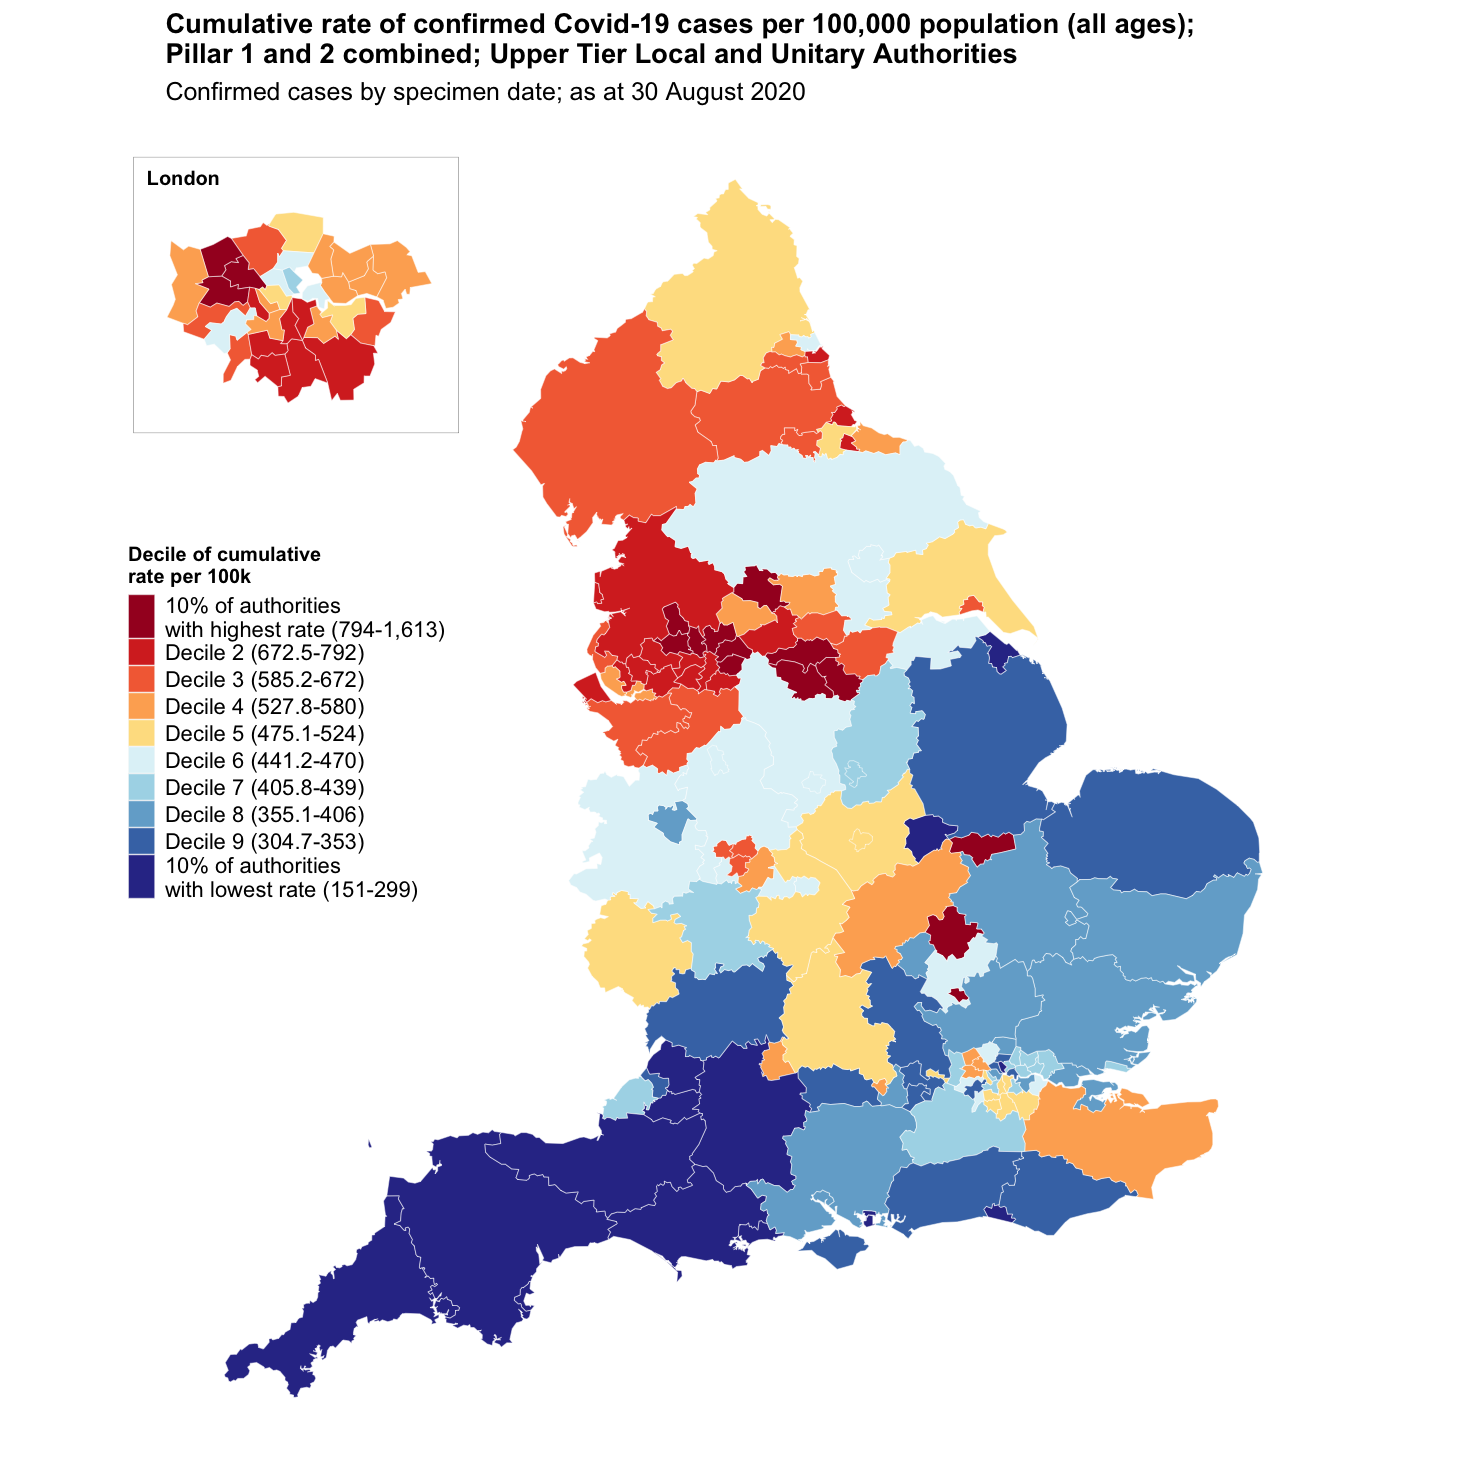 Cumulative rate of confirmed Covid-19 cases per 100,000 population (all ages);
Pillar 1 and 2 combined; Upper Tier Local and Unitary Authorities
Confirmed cases by specimen date; as at 30 August 2020
London
Decile of cumulative
rate per 100k
10% of authorities
with highest rate (794-1,613)
Decile 2 (672.5-792)
Decile 3 (585.2-672)
Decile 4 (527.8-580)
Decile 5 (475.1-524)
Decile 6 (441.2-470)
Decile 7 (405.8-439)
Decile 8 (355.1-406)
Decile 9 (304.7-353)
10% of authorities
with lowest rate (151-299)